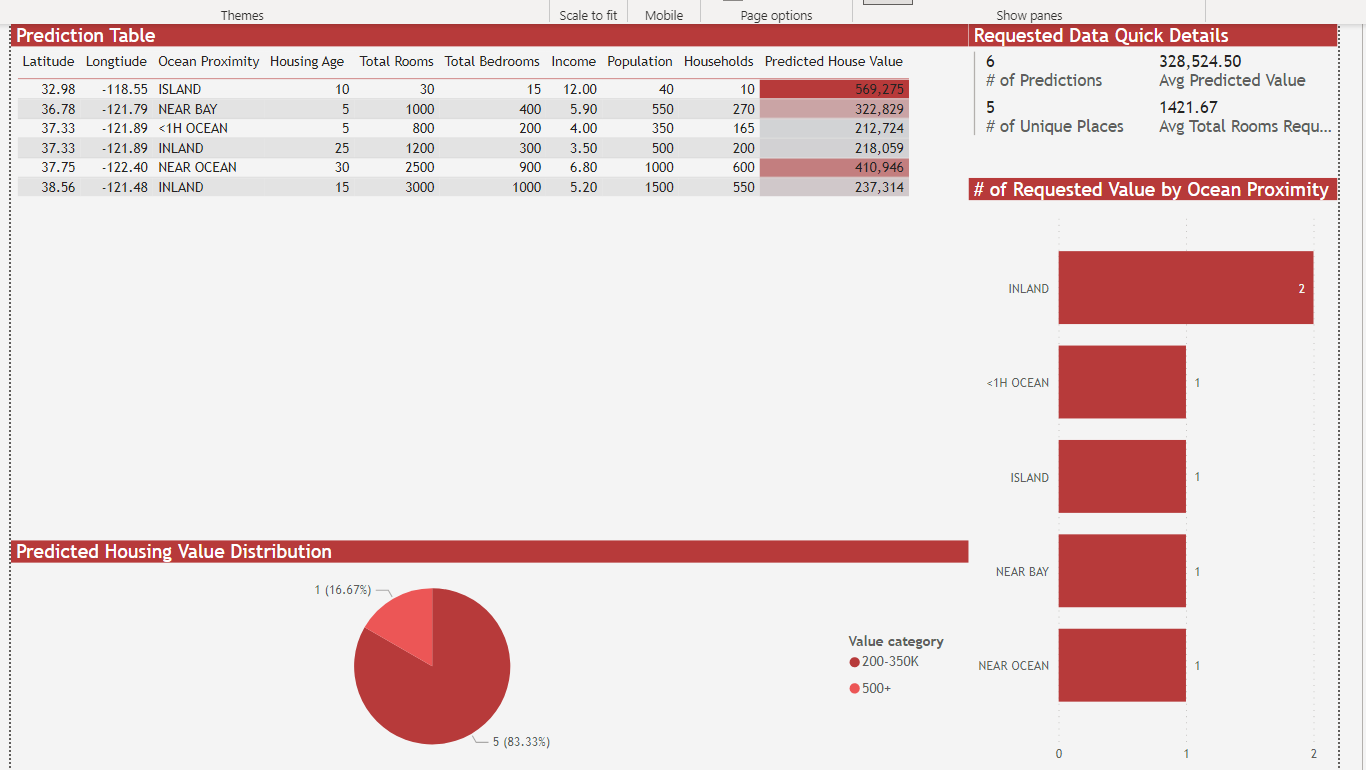 Themes Scale to fit Mobile Page options Show panes
Prediction Table
Latitude Longtiude Ocean Proximity Housing Age Total Rooms Total Bedrooms Income Population Households Predicted House Value
32.98 -118.55 ISLAND 10 30 15 12.00 40 10 569,275
36.78 -121.79 NEAR BAY 5 1000 400 5.90 550 270 322,829
37.33 -121.89 <1H OCEAN 5 800 200 4.00 350 165 212,724
37.33 -121.89 INLAND 25 1200 300 3.50 500 200 218,059
37.75 -122.40 NEAR OCEAN 30 2500 900 6.80 1000 600 410,946
38.56 -121.48 INLAND 15 3000 1000 5.20 1500 550 237,314
Requested Data Quick Details
6 328,524.50
# of Predictions Avg Predicted Value
5 1421.67
# of Unique Places Avg Total Rooms Requ...
# of Requested Value by Ocean Proximity
INLAND 2
<1H OCEAN 1
ISLAND 1
NEAR BAY 1
NEAR OCEAN 1
0 1 2
Predicted Housing Value Distribution
1 (16.67%)
5 (83.33%)
Value category
200-350K
500+